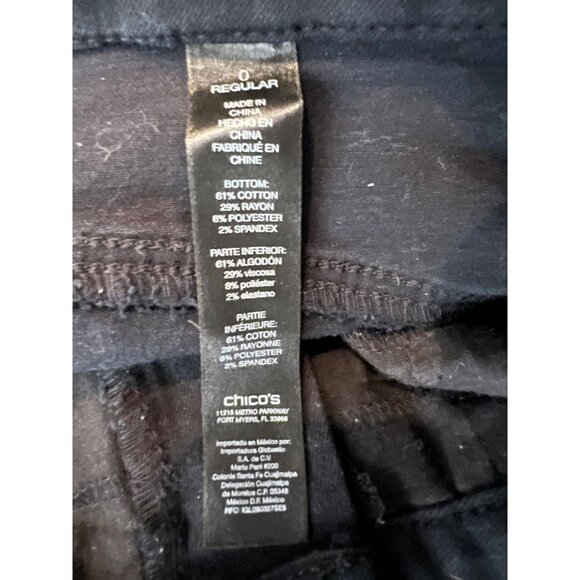 0
REGULAR
MADE IN
CHINA
HECHO EN
CHINA
FABRIQUÉ EN
CHINE
BOTTOM:
61% COTTON
29% RAYON
8% POLYESTER
2% SPANDEX
PARTE INFERIOR:
61% ALGODÓN
29% viscosa
8% poliéster
2% elastano
PARTIE
INFÉRIEURE:
61% COTON
29% RAYONNE
8% POLYESTER
2% SPANDEX
chico's
11215 METRO PARKWAY
FORT MYERS, FL 33966
Importado en México por:
Importadora Globastic
S.A. de C.V
Mario Pani #200
Colonia Santa Fe Cuajimalpa
Delegación Cuajimalpa
de Morelos C.P. 05348
México D.F. México
RFC: IGL090327SE5